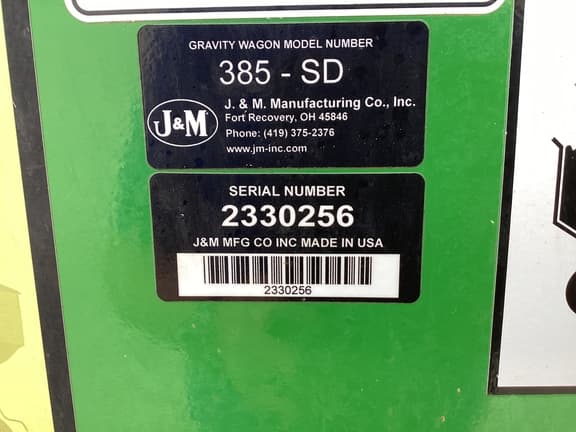 GRAVITY WAGON MODEL NUMBER
385 - SD
J&M
J. & M. Manufacturing Co., Inc.
Fort Recovery, OH 45846
Phone: (419) 375-2376
www.jm-inc.com
SERIAL NUMBER
2330256
J&M MFG CO INC MADE IN USA
2330256